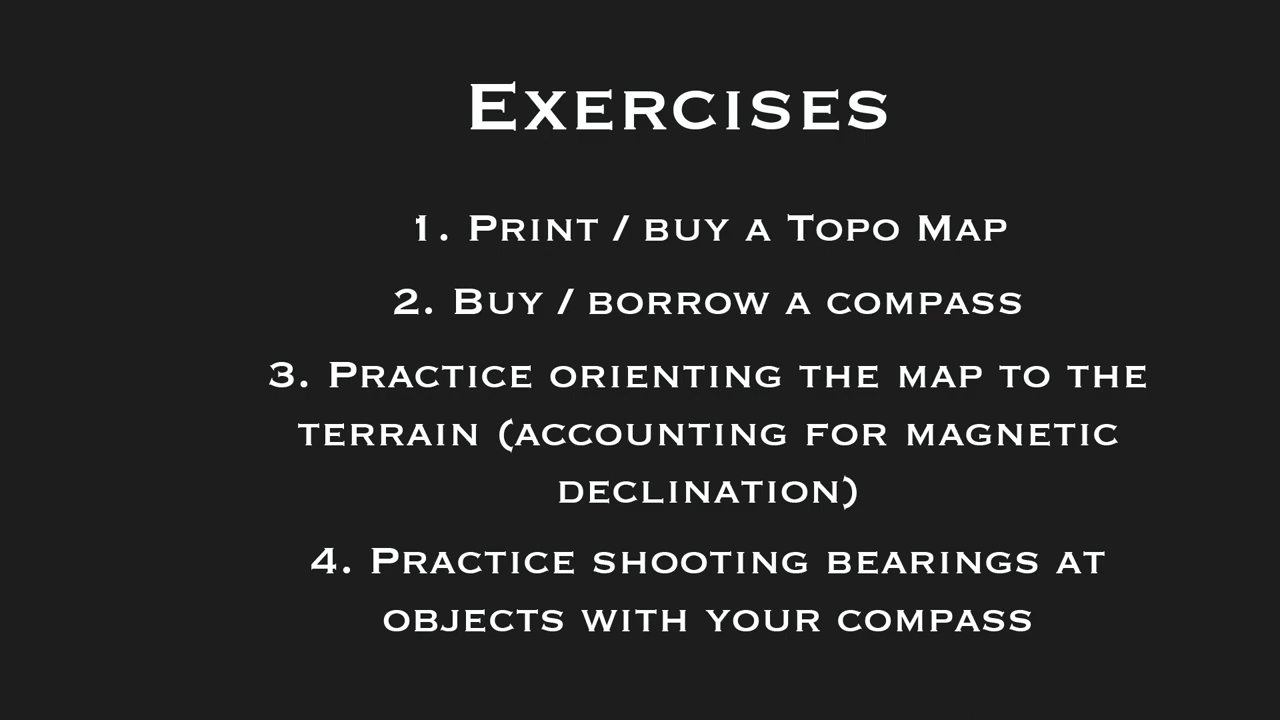 Exercises
1. Print / buy a Topo Map
2. Buy / borrow a compass
3. Practice orienting the map to the
terrain (accounting for magnetic
declination)
4. Practice shooting bearings at
objects with your compass